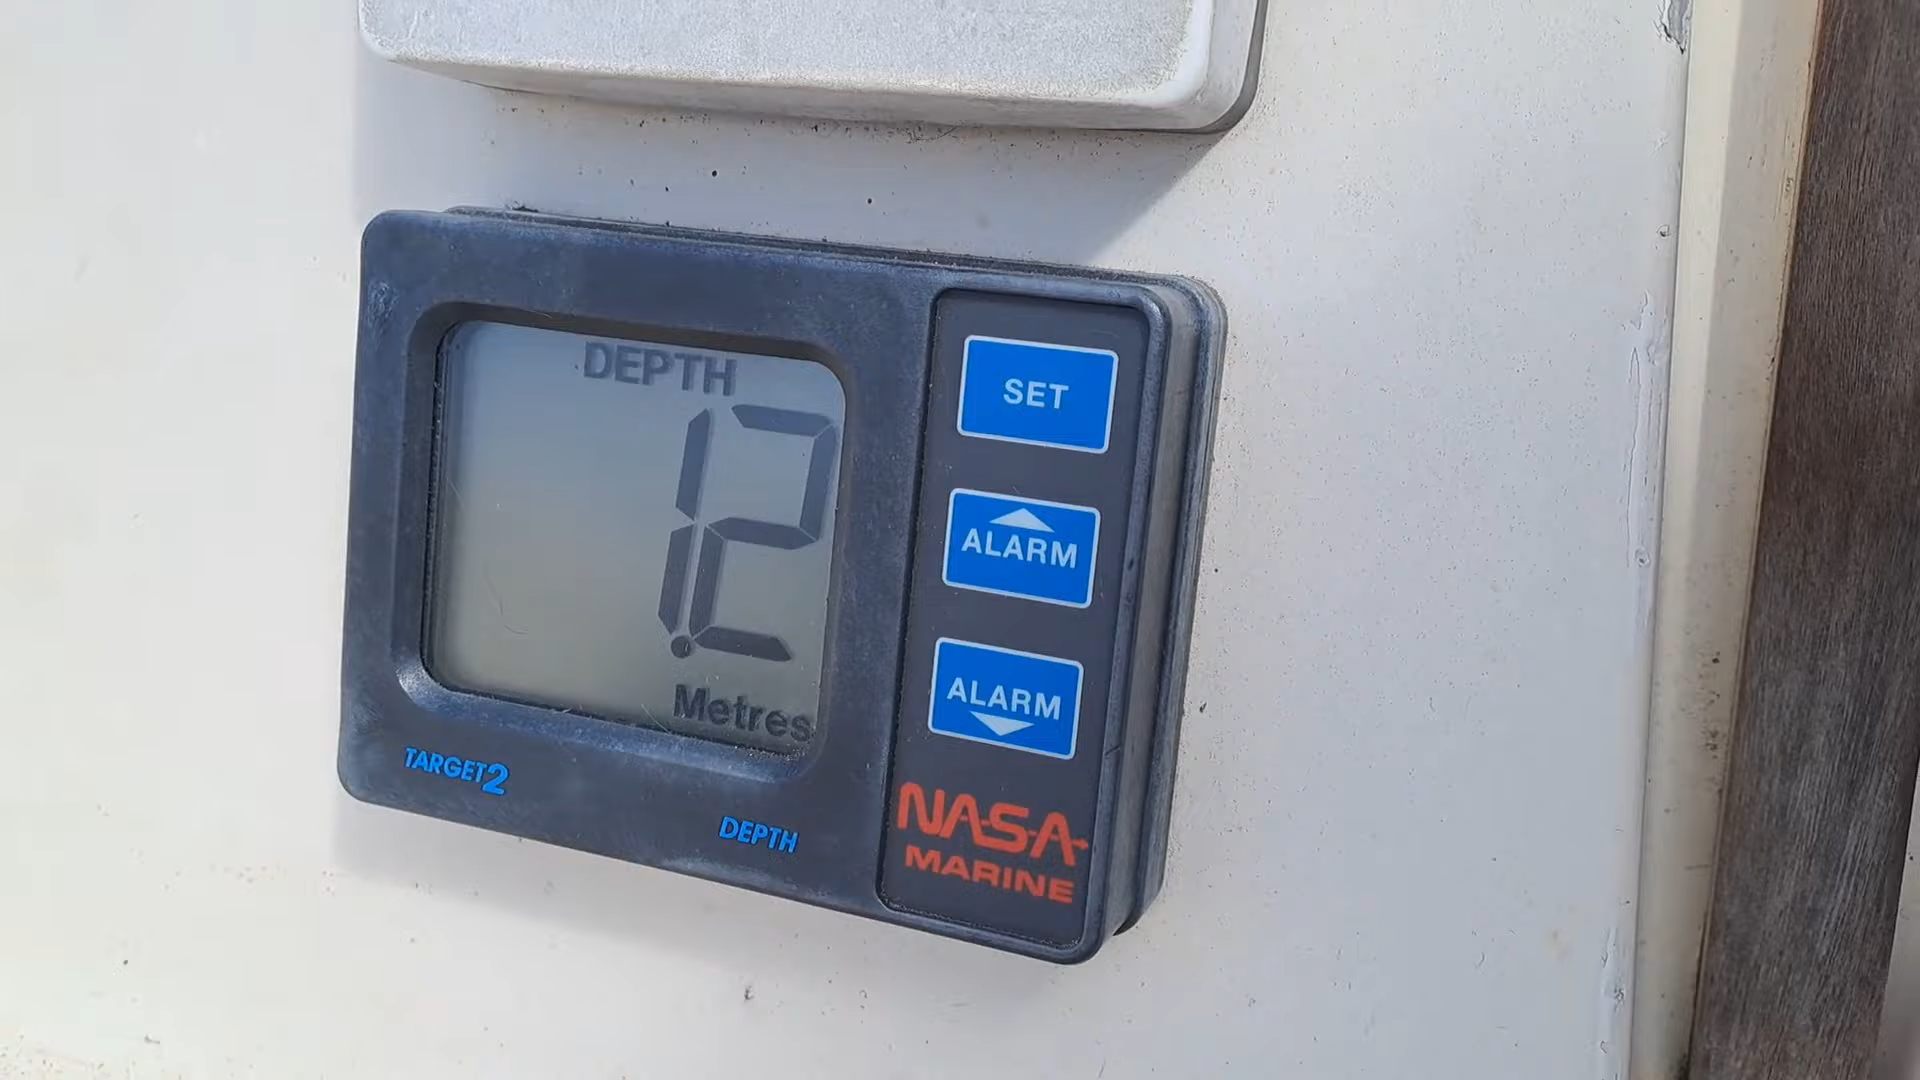 DEPTH
1.2
Metres
SET
ALARM
ALARM
TARGET2
DEPTH
NASA
MARINE